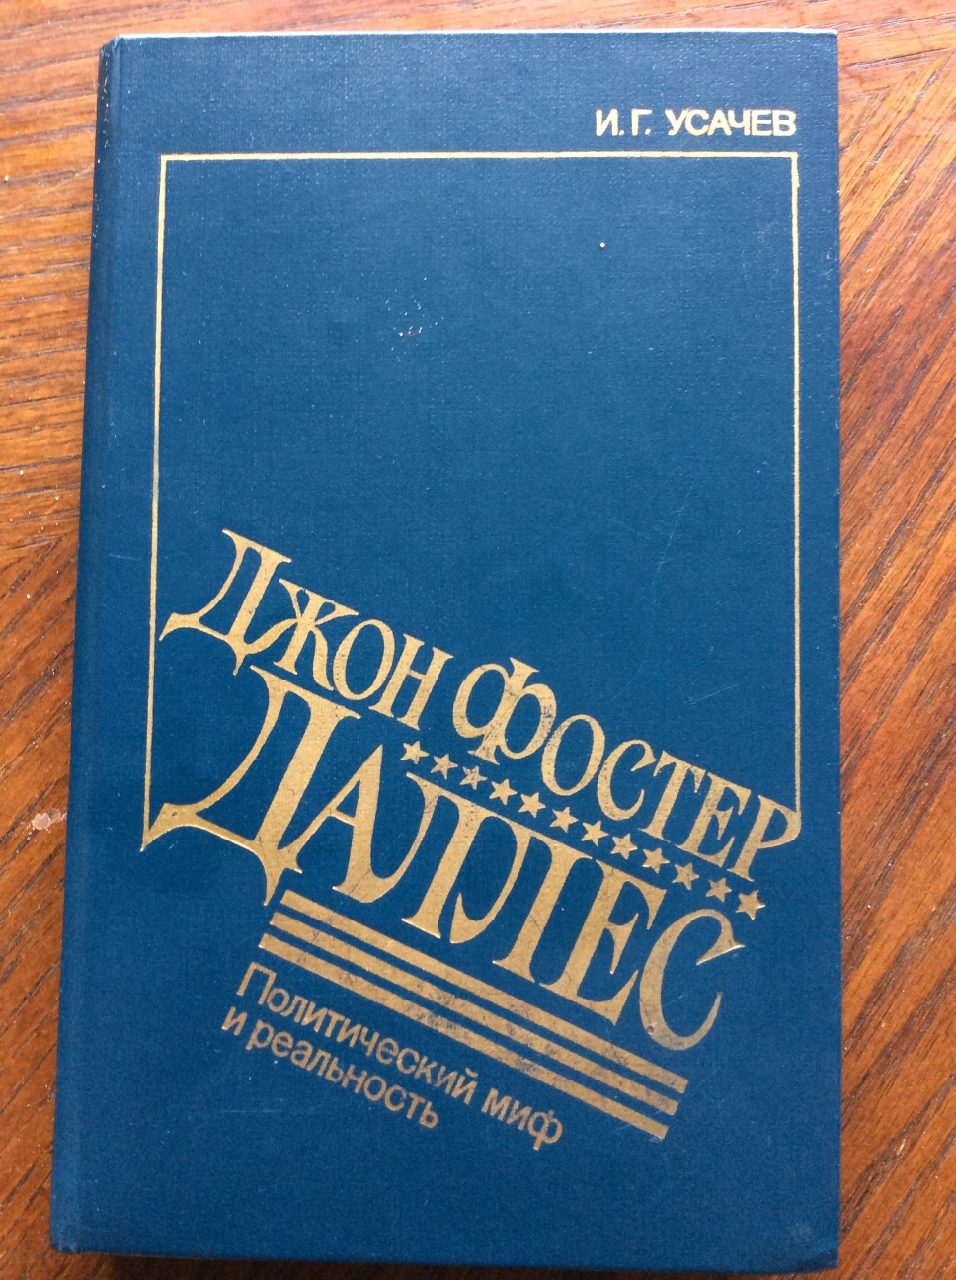 И. Г. УСАЧЕВ
ДЖОН ФОСТЕР
ДАЛЛЕС
Политический миф
и реальность